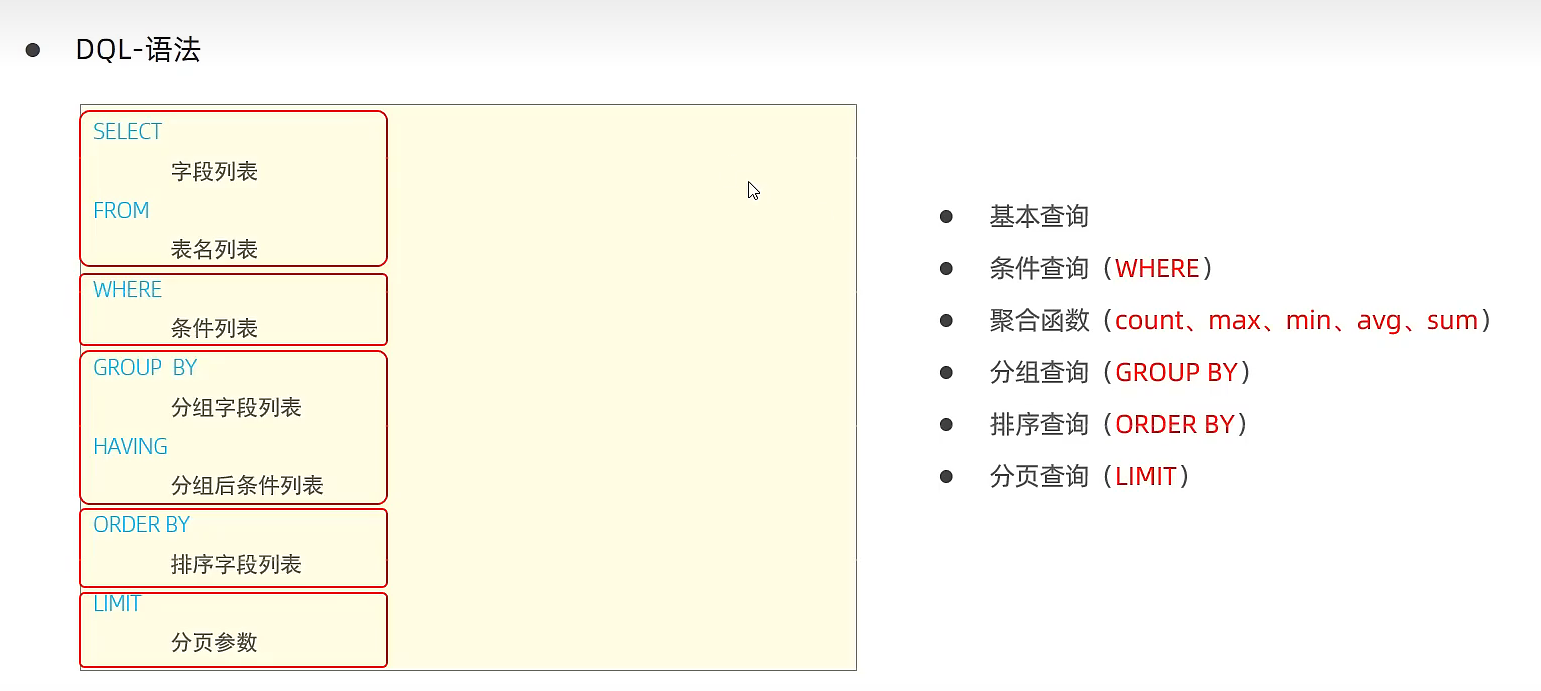 DQL-语法
SELECT
字段列表
FROM
表名列表
WHERE
条件列表
GROUP BY
分组字段列表
HAVING
分组后条件列表
ORDER BY
排序字段列表
LIMIT
分页参数
基本查询
条件查询（WHERE）
聚合函数（count、max、min、avg、sum）
分组查询（GROUP BY）
排序查询（ORDER BY）
分页查询（LIMIT）